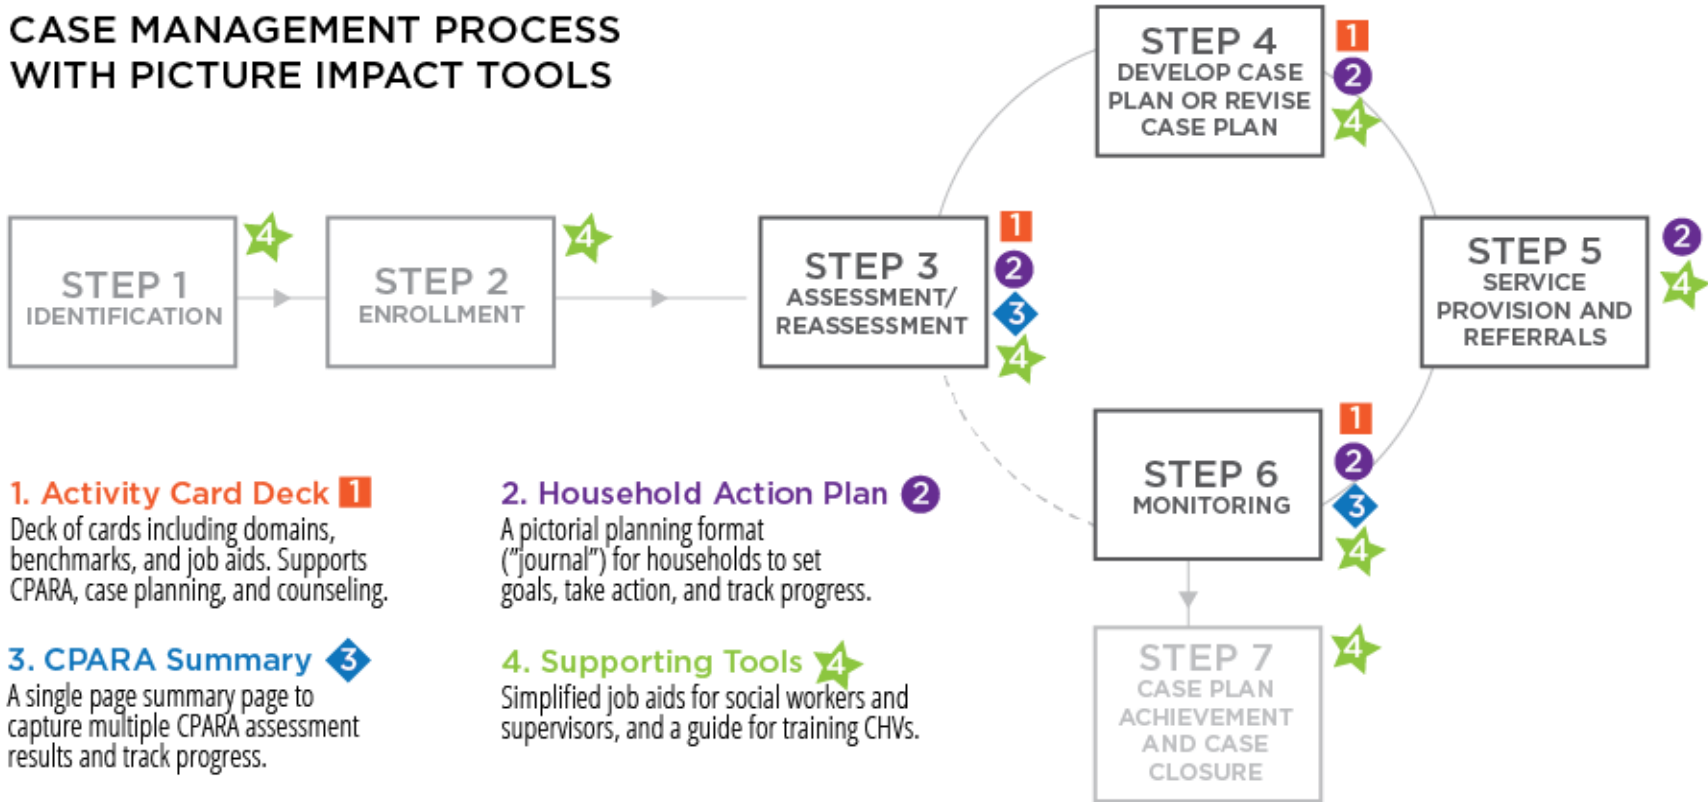 CASE MANAGEMENT PROCESS
WITH PICTURE IMPACT TOOLS
STEP 1
IDENTIFICATION
4
STEP 2
ENROLLMENT
4
STEP 3
ASSESSMENT/
REASSESSMENT
1
2
3
4
STEP 4
DEVELOP CASE
PLAN OR REVISE
CASE PLAN
1
2
4
STEP 5
SERVICE
PROVISION AND
REFERRALS
2
4
STEP 6
MONITORING
1
2
3
4
STEP 7
CASE PLAN
ACHIEVEMENT
AND CASE
CLOSURE
4
1. Activity Card Deck 1
Deck of cards including domains,
benchmarks, and job aids. Supports
CPARA, case planning, and counseling.
2. Household Action Plan 2
A pictorial planning format
("journal") for households to set
goals, take action, and track progress.
3. CPARA Summary 3
A single page summary page to
capture multiple CPARA assessment
results and track progress.
4. Supporting Tools 4
Simplified job aids for social workers and
supervisors, and a guide for training CHVs.